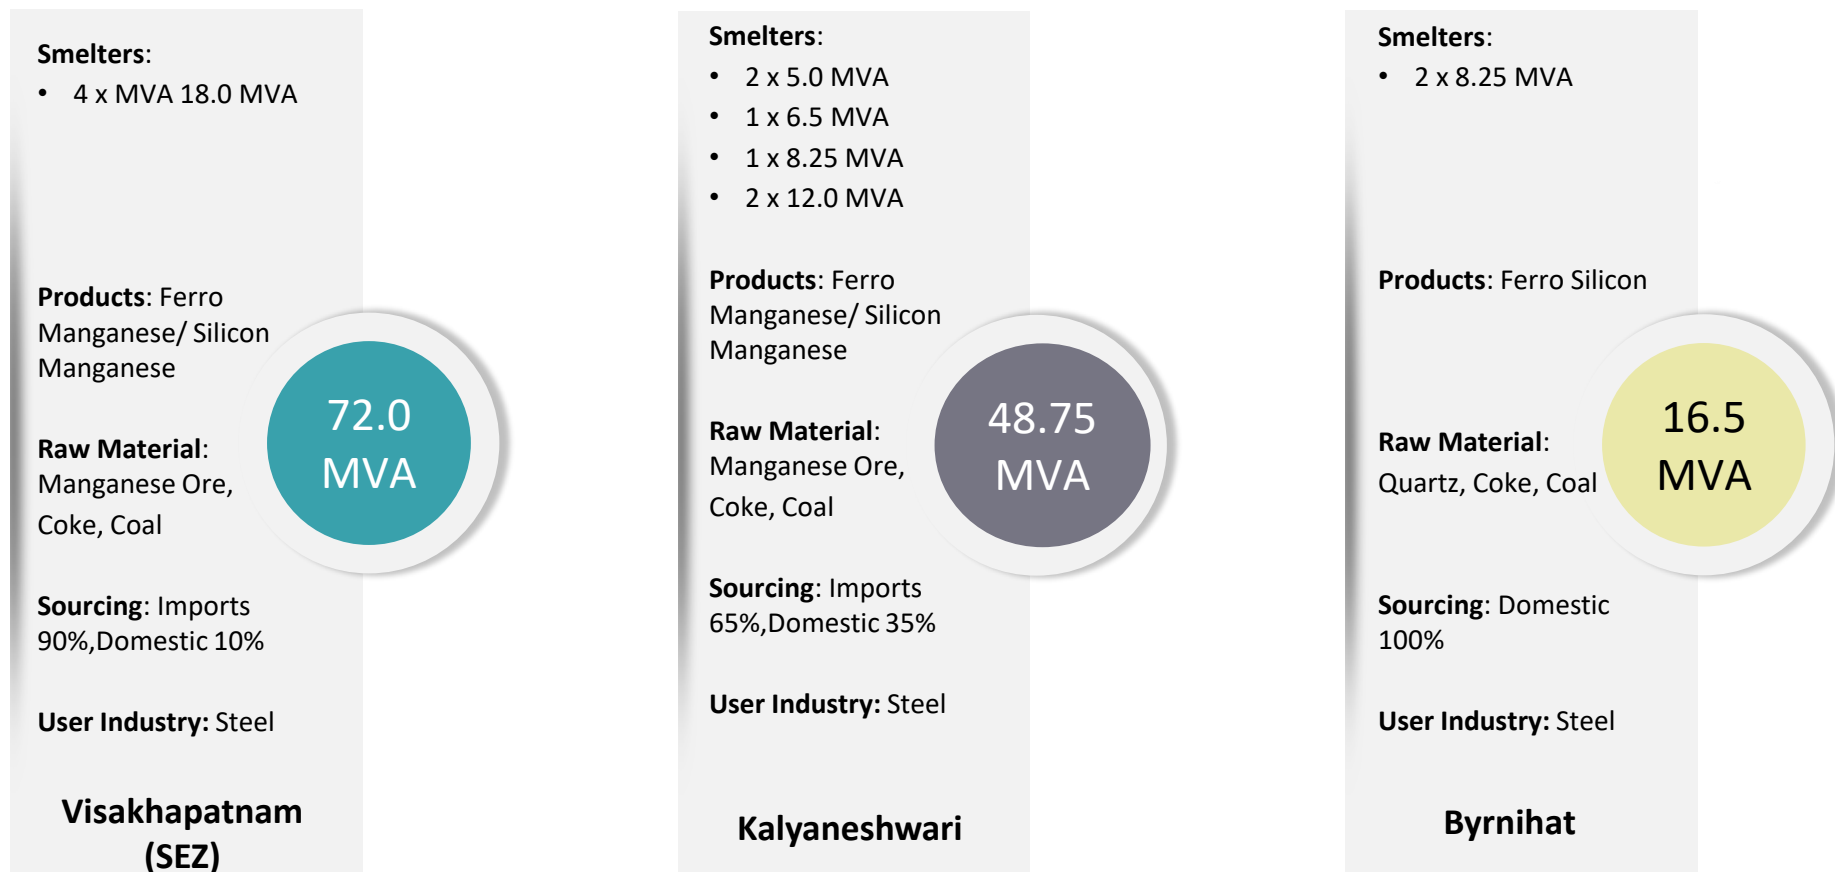 Smelters:
• 4 x MVA 18.0 MVA
Products: Ferro
Manganese/ Silicon
Manganese
Raw Material:
Manganese Ore,
Coke, Coal
Sourcing: Imports
90%,Domestic 10%
User Industry: Steel
72.0
MVA
Visakhapatnam
(SEZ)
Smelters:
• 2 x 5.0 MVA
• 1 x 6.5 MVA
• 1 x 8.25 MVA
• 2 x 12.0 MVA
Products: Ferro
Manganese/ Silicon
Manganese
Raw Material:
Manganese Ore,
Coke, Coal
Sourcing: Imports
65%,Domestic 35%
User Industry: Steel
48.75
MVA
Kalyaneshwari
Smelters:
• 2 x 8.25 MVA
Products: Ferro Silicon
Raw Material:
Quartz, Coke, Coal
Sourcing: Domestic
100%
User Industry: Steel
16.5
MVA
Byrnihat